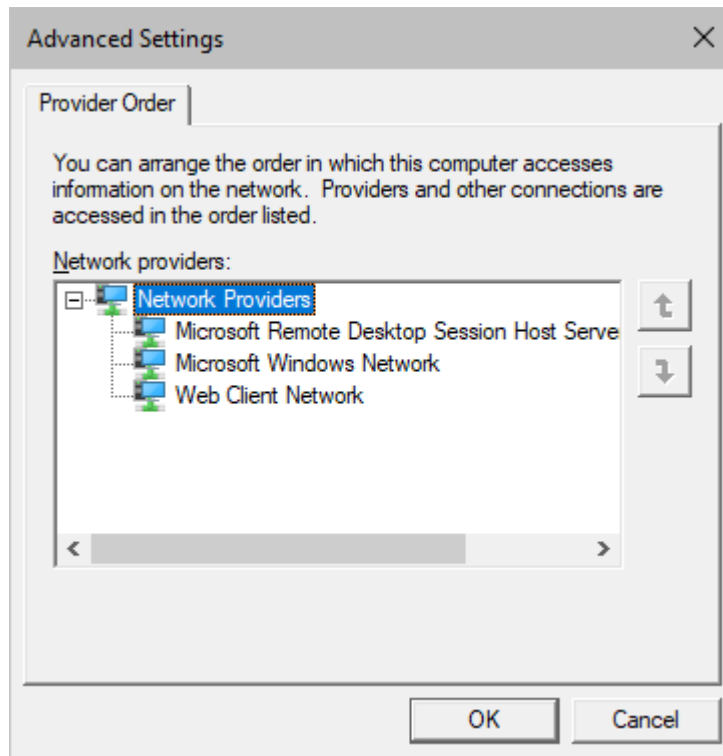 Advanced Settings
Provider Order
You can arrange the order in which this computer accesses
information on the network. Providers and other connections are
accessed in the order listed.
Network providers:
Network Providers
Microsoft Remote Desktop Session Host Serve
Microsoft Windows Network
Web Client Network
OK
Cancel